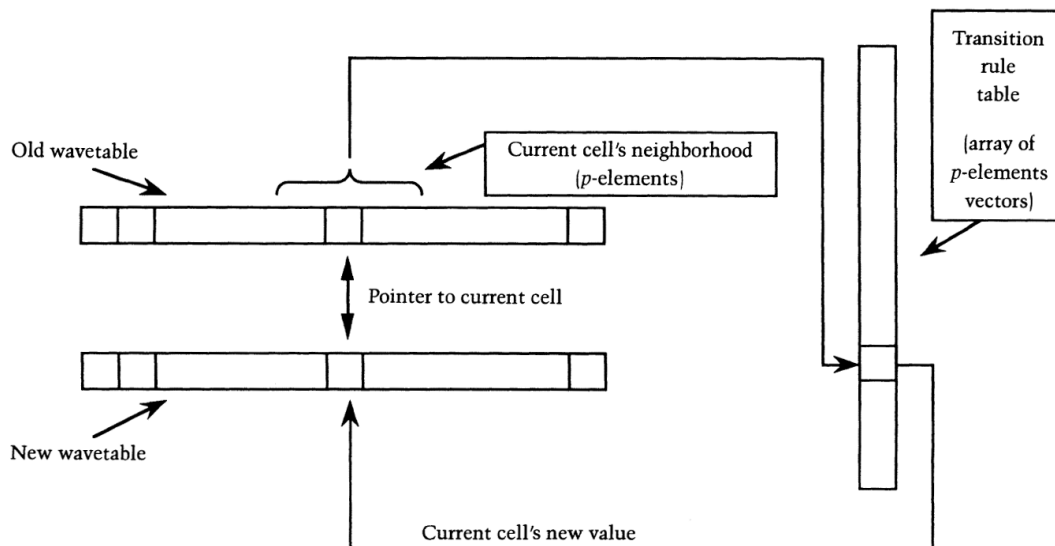 Transition
rule
table
(array of
p-elements
vectors)
Old wavetable
Current cell's neighborhood
(p-elements)
Pointer to current cell
New wavetable
Current cell's new value